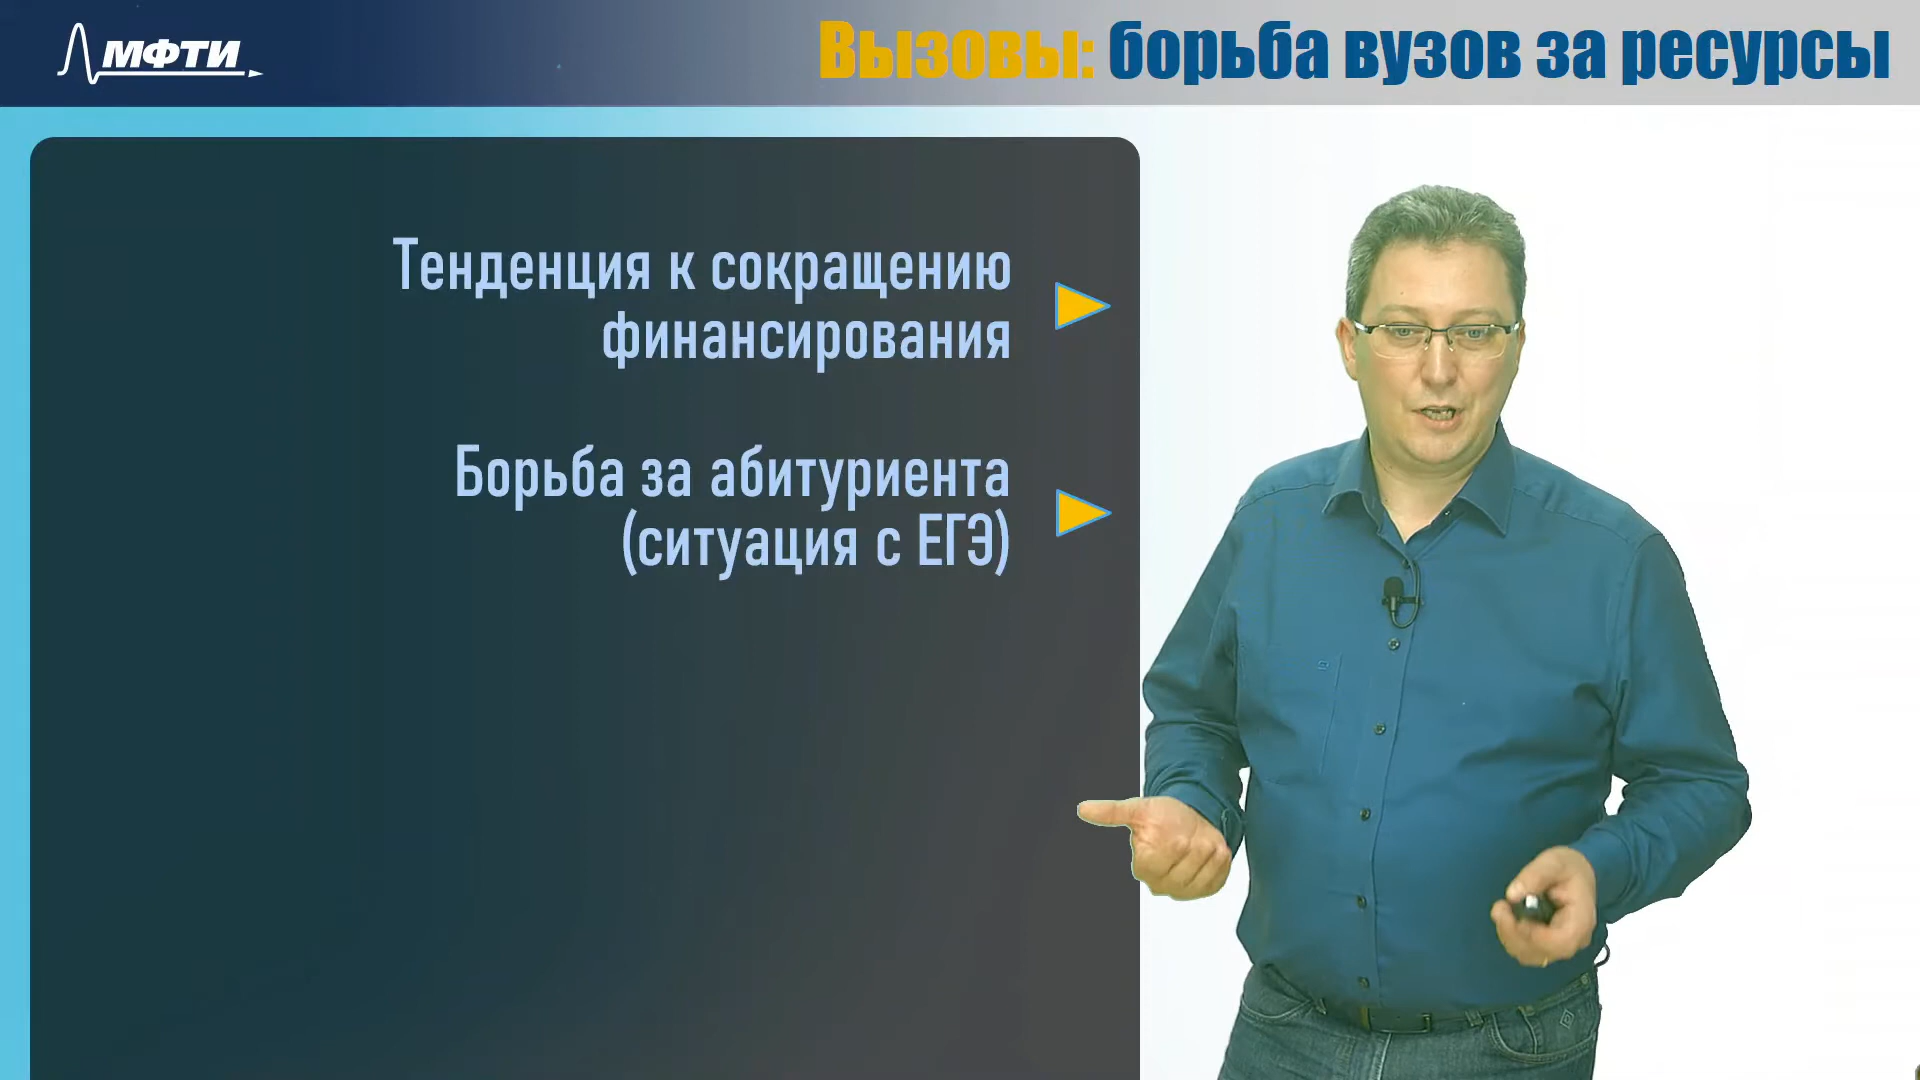 МФТИ
Вызовы: борьба вузов за ресурсы
Тенденция к сокращению
финансирования
Борьба за абитуриента
(ситуация с ЕГЭ)